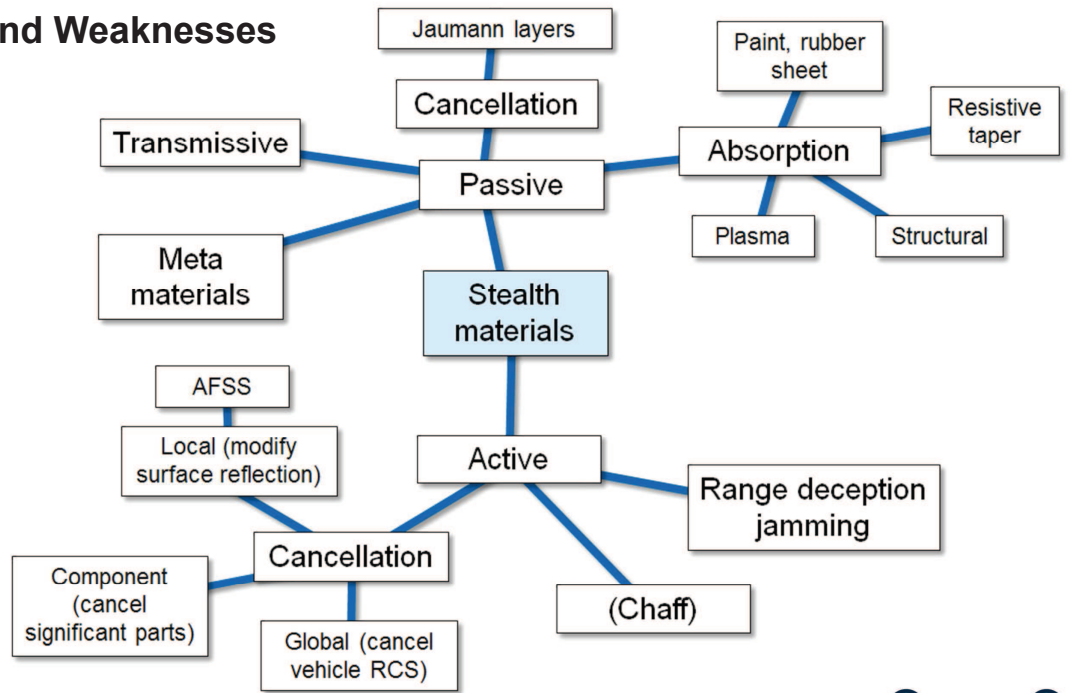 nd Weaknesses
Jaumann layers
Paint, rubber
sheet
Cancellation
Resistive
taper
Transmissive
Absorption
Passive
Plasma
Structural
Meta
materials
Stealth
materials
AFSS
Local (modify
surface reflection)
Active
Range deception
jamming
Cancellation
Component
(cancel
significant parts)
(Chaff)
Global (cancel
vehicle RCS)